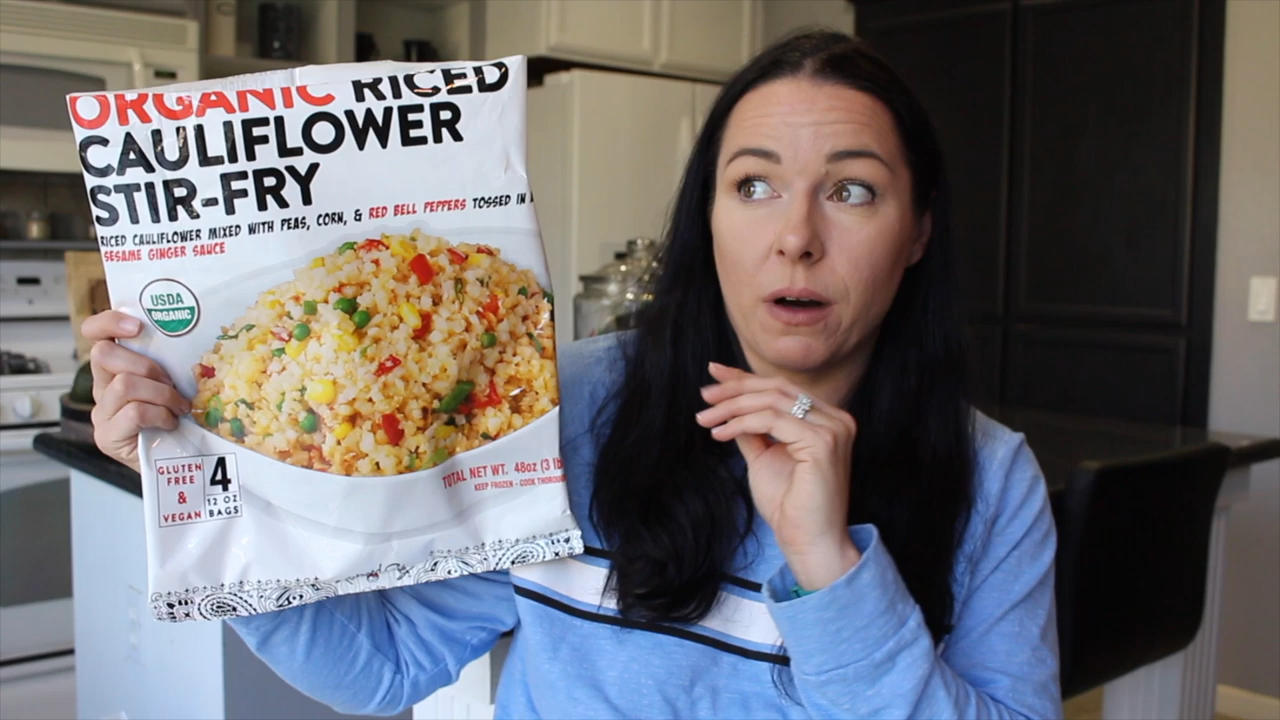 ORGANIC RICED
CAULIFLOWER
STIR-FRY
RICED CAULIFLOWER MIXED WITH PEAS, CORN, & RED BELL PEPPERS TOSSED IN
SESAME GINGER SAUCE
USDA
ORGANIC
GLUTEN
FREE
&
VEGAN
4
12 OZ
BAGS
TOTAL NET WT. 48oz (3 lb
KEEP FROZEN - COOK